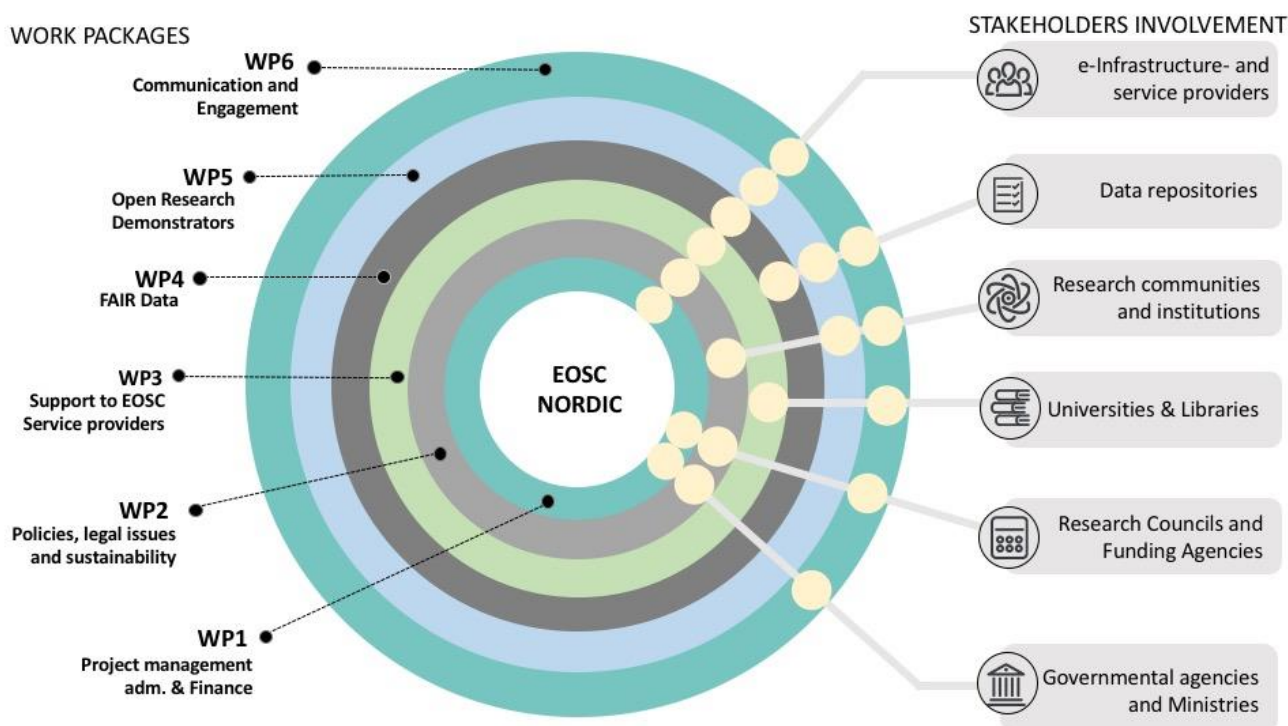 WORK PACKAGES
WP6
Communication and
Engagement
WP5
Open Research
Demonstrators
WP4
FAIR Data
WP3
Support to EOSC
Service providers
WP2
Policies, legal issues
and sustainability
WP1
Project management
adm. & Finance
EOSC
NORDIC
STAKEHOLDERS INVOLVEMENT
e-Infrastructure- and
service providers
Data repositories
Research communities
and institutions
Universities & Libraries
Research Councils and
Funding Agencies
Governmental agencies
and Ministries